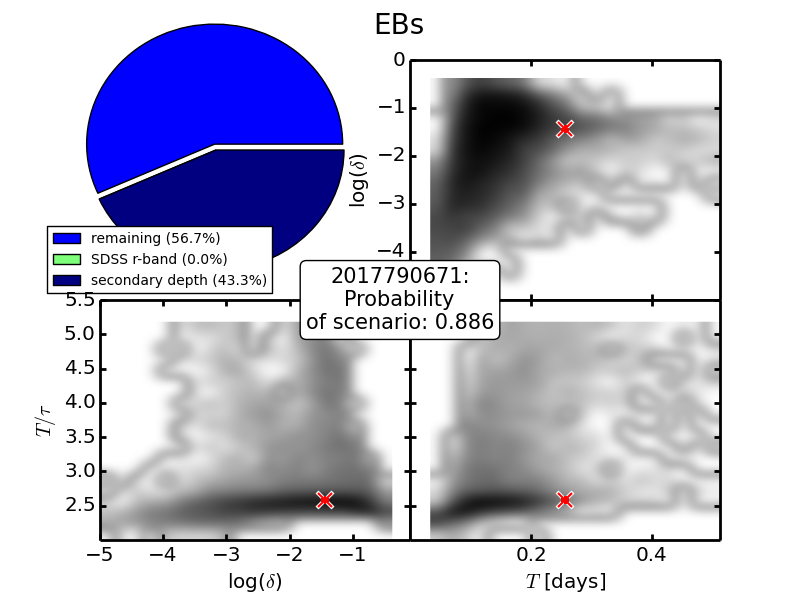 EBs
remaining (56.7%)
SDSS r-band (0.0%)
secondary depth (43.3%)
0
−1
−2
−3
−4
log(δ)
2017790671:
Probability
of scenario: 0.886
5.5
5.0
4.5
4.0
3.5
3.0
2.5
T/τ
−5 −4 −3 −2 −1
log(δ)
0.2 0.4
T [days]